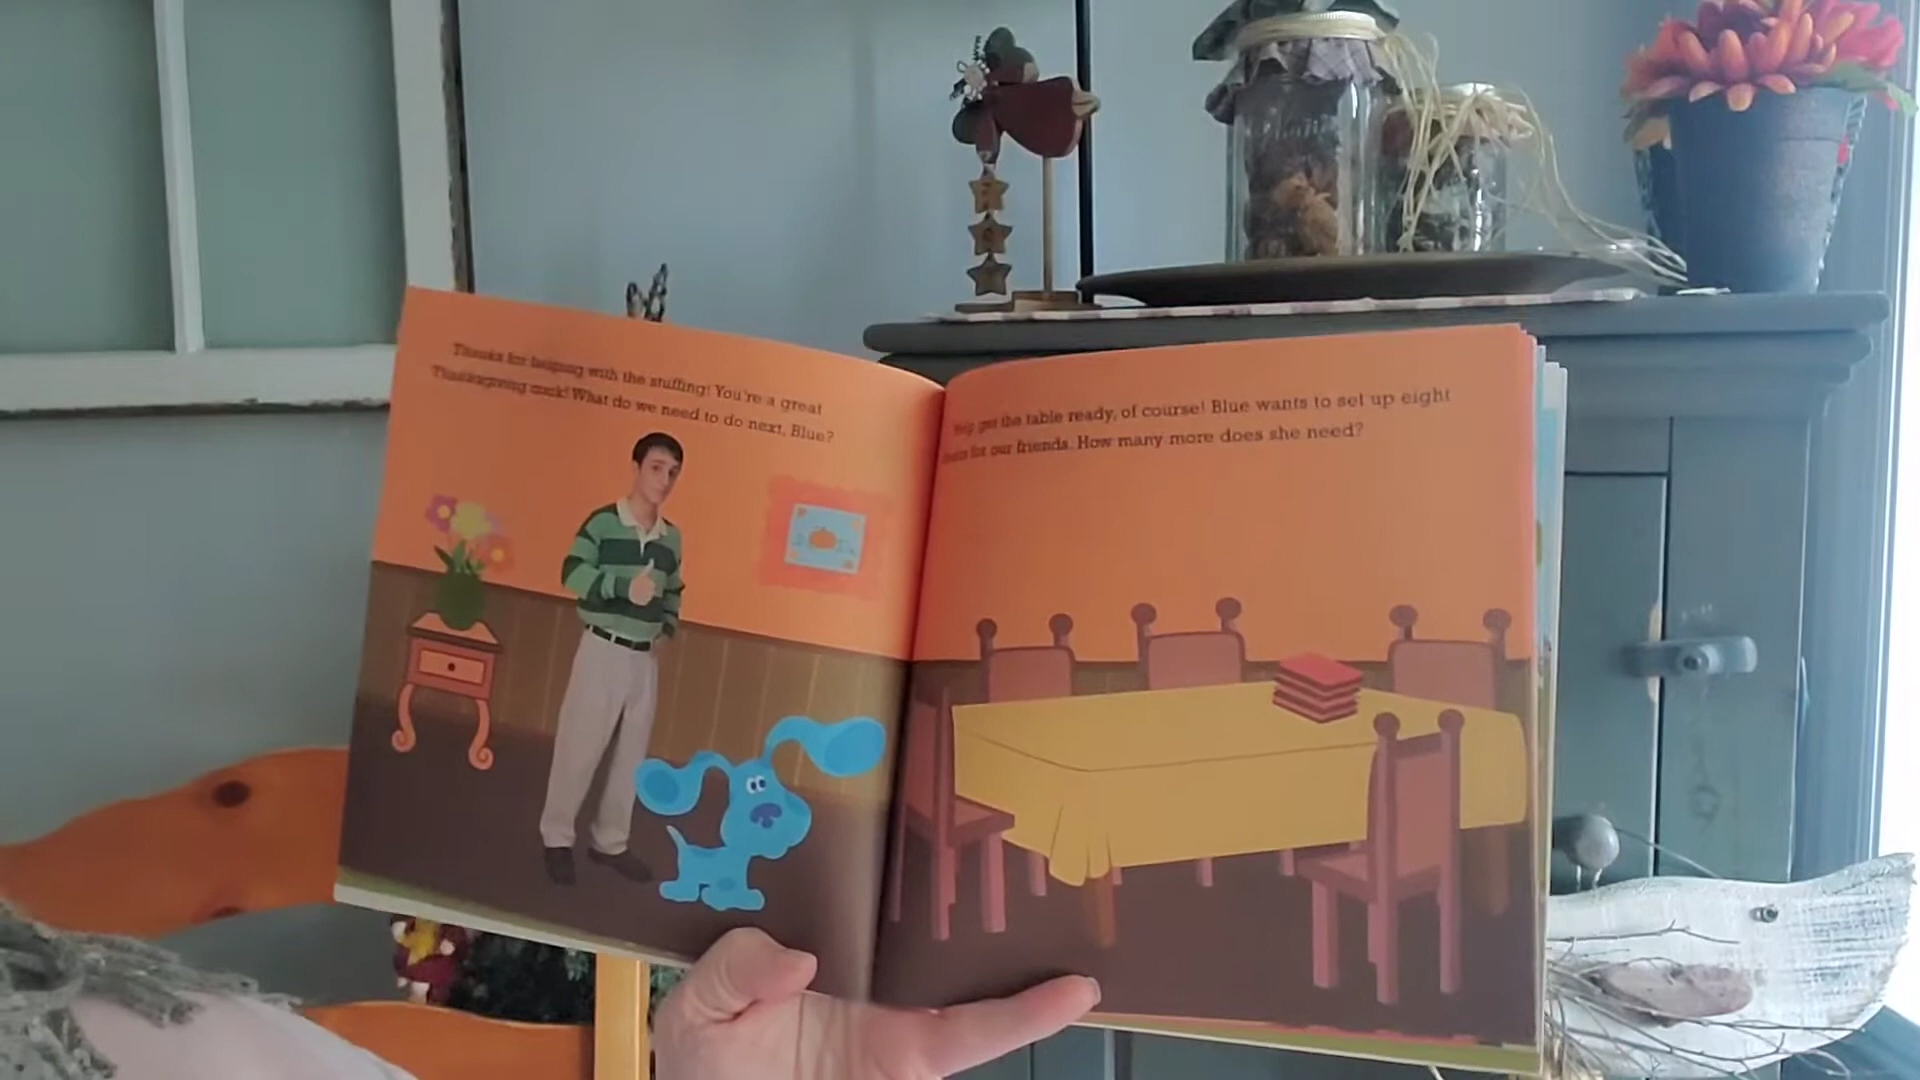 Thanks for helping with the stuffing! You're a great
Thanksgiving cook! What do we need to do next, Blue?
Help get the table ready, of course! Blue wants to set up eight
for our friends. How many more does she need?